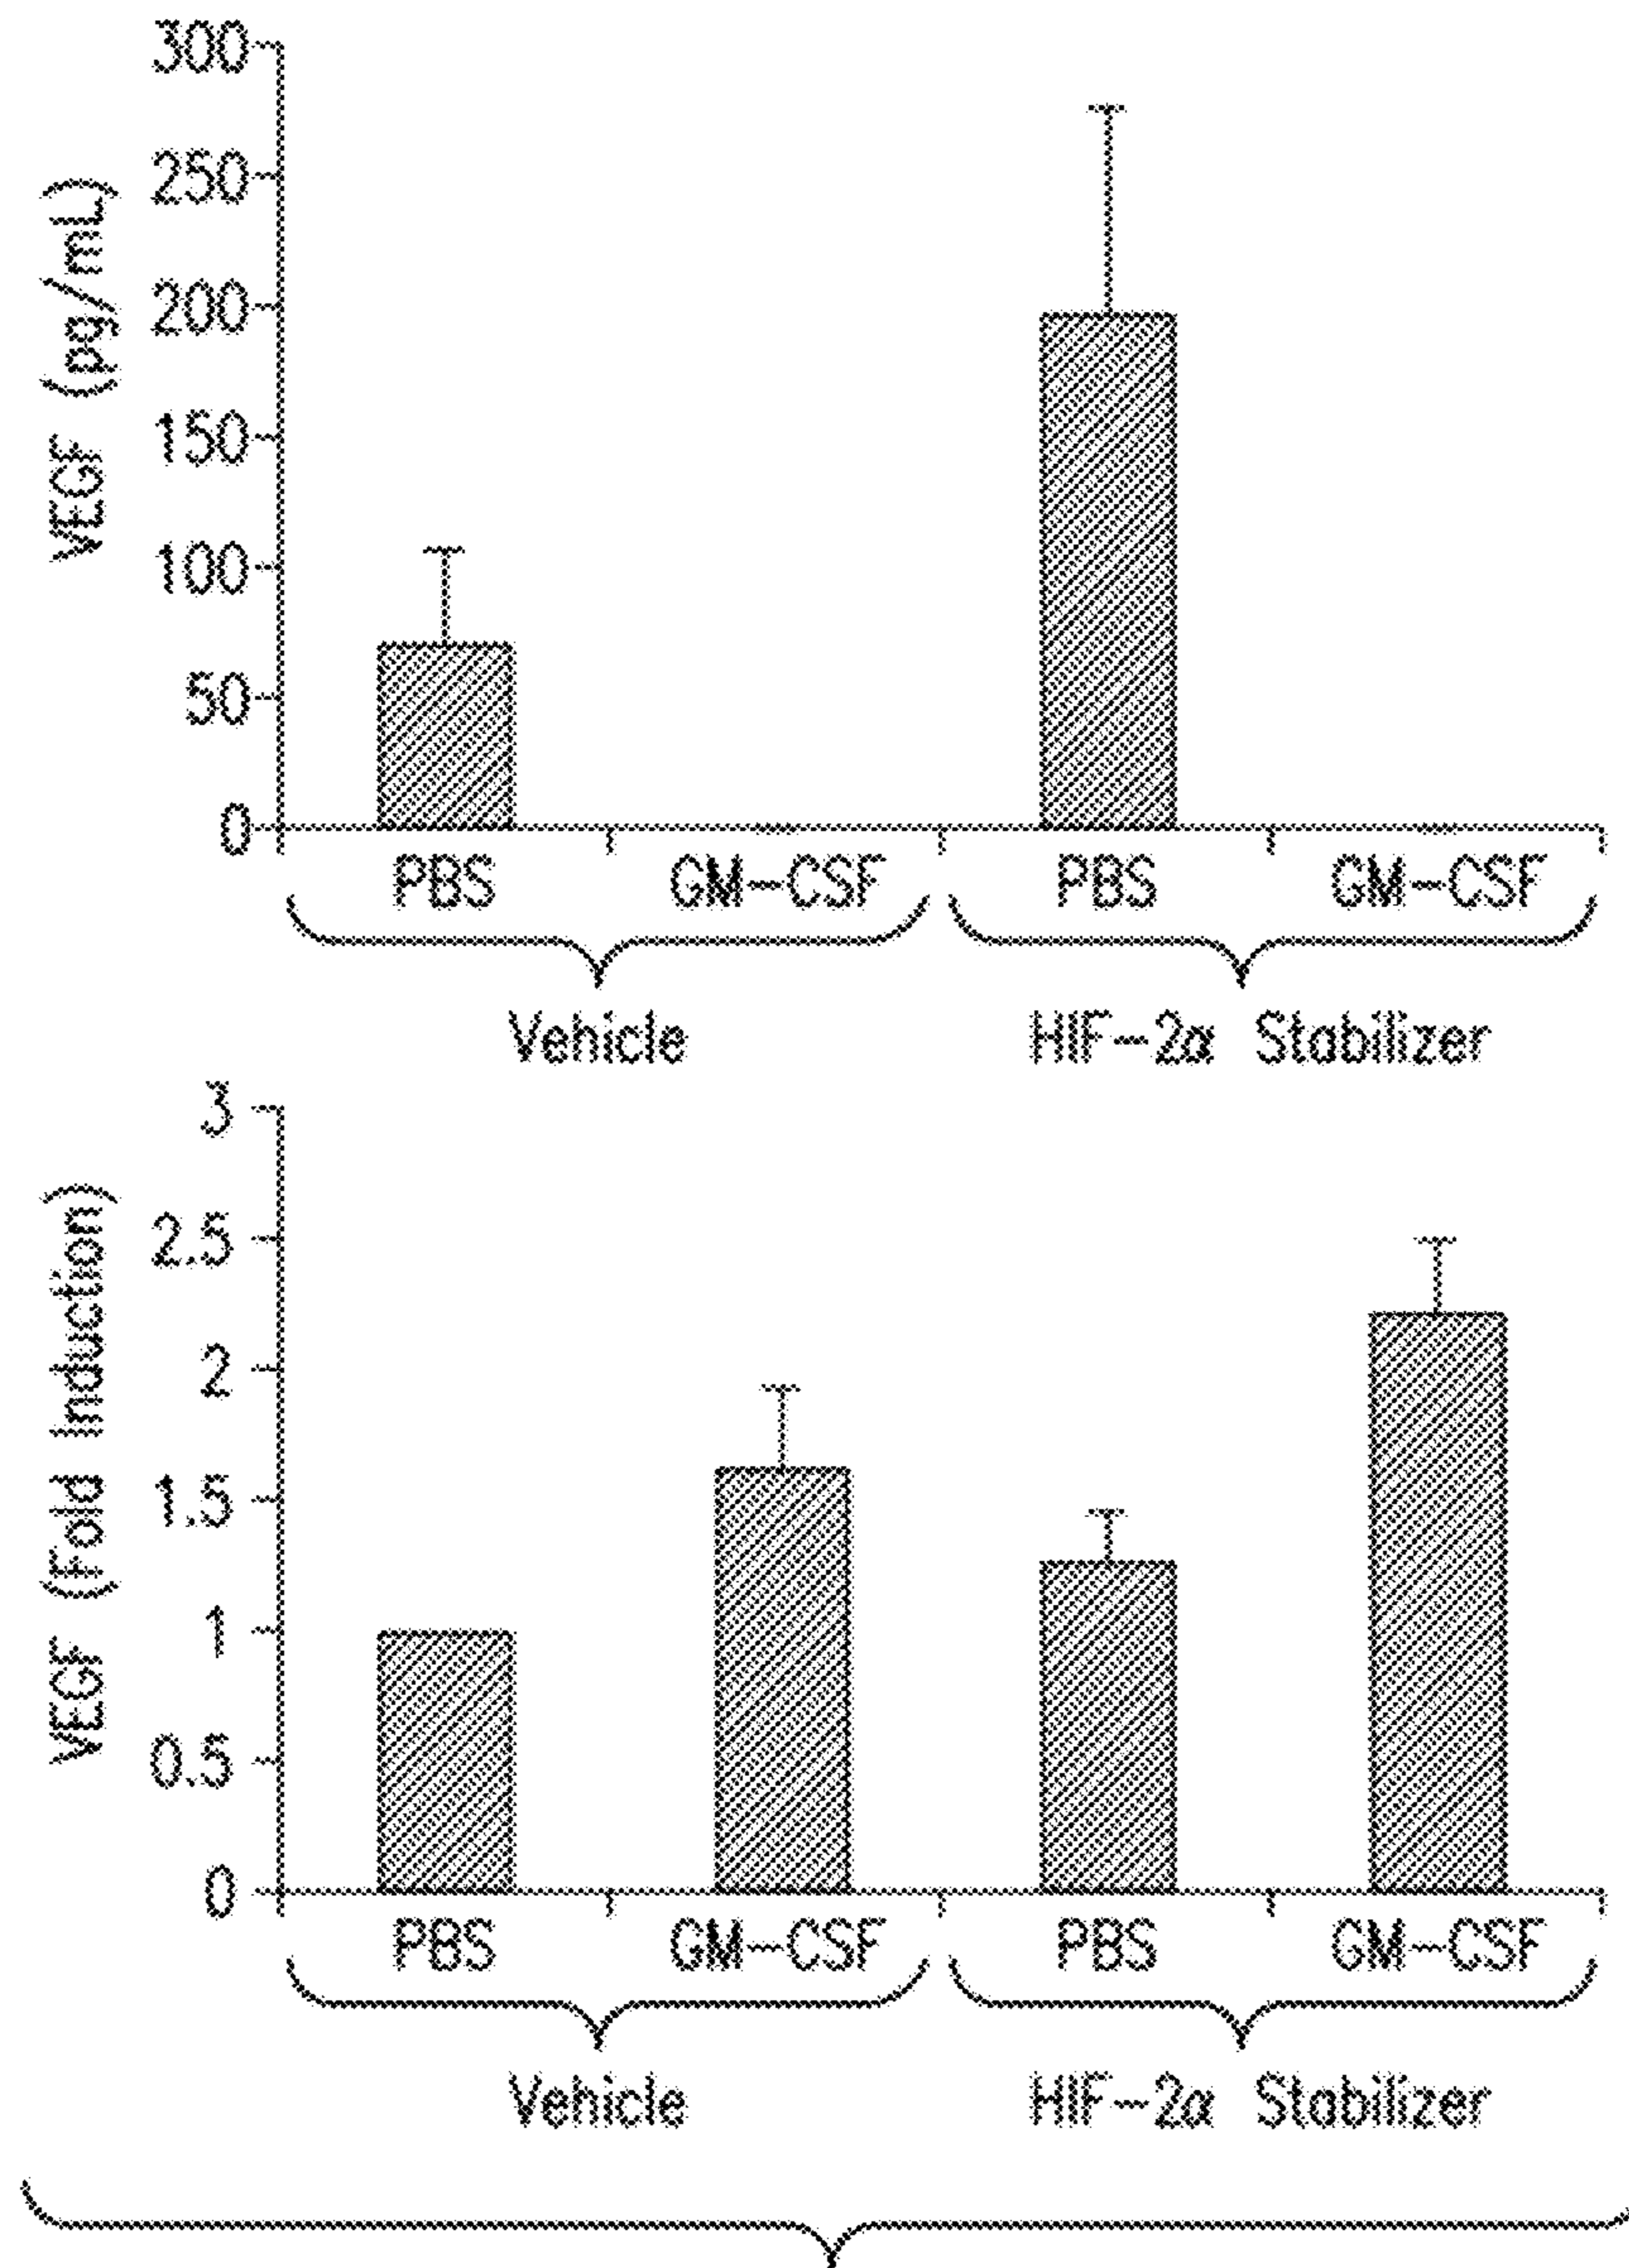 VEGF (pg/mL)
300
250
200
150
100
50
0
PBS GM-CSF PBS GM-CSF
Vehicle HIF-2α Stabilizer
VEGF (Fold Induction)
3
2.5
2
1.5
1
0.5
0
PBS GM-CSF PBS GM-CSF
Vehicle HIF-2α Stabilizer